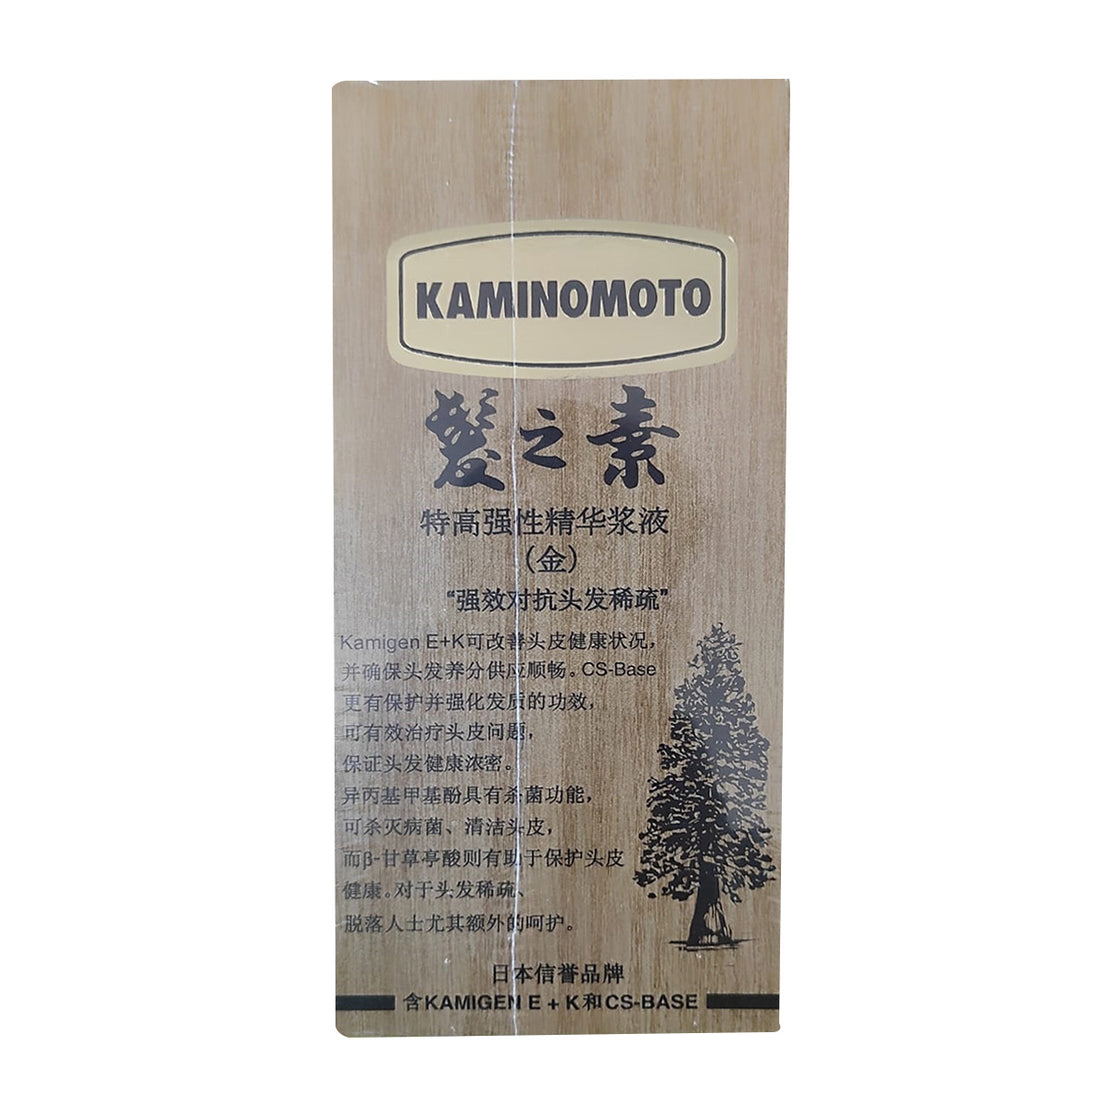 KAMINOMOTO
髪之素
特高强性精华浆液
（金）
“强效对抗头发稀疏”
Kamigen E+K可改善头皮健康状况，
并确保头发养分供应顺畅。CS-Base
更有保护并强化发质的功效，
可有效治疗头皮问题，
保证头发健康浓密。
异丙基甲基酚具有杀菌功能，
可杀灭病菌、清洁头皮，
而β-甘草亭酸则有助于保护头皮
健康。对于头发稀疏、
脱落人士尤其额外的呵护。
日本信誉品牌
含KAMIGEN E + K和CS-BASE